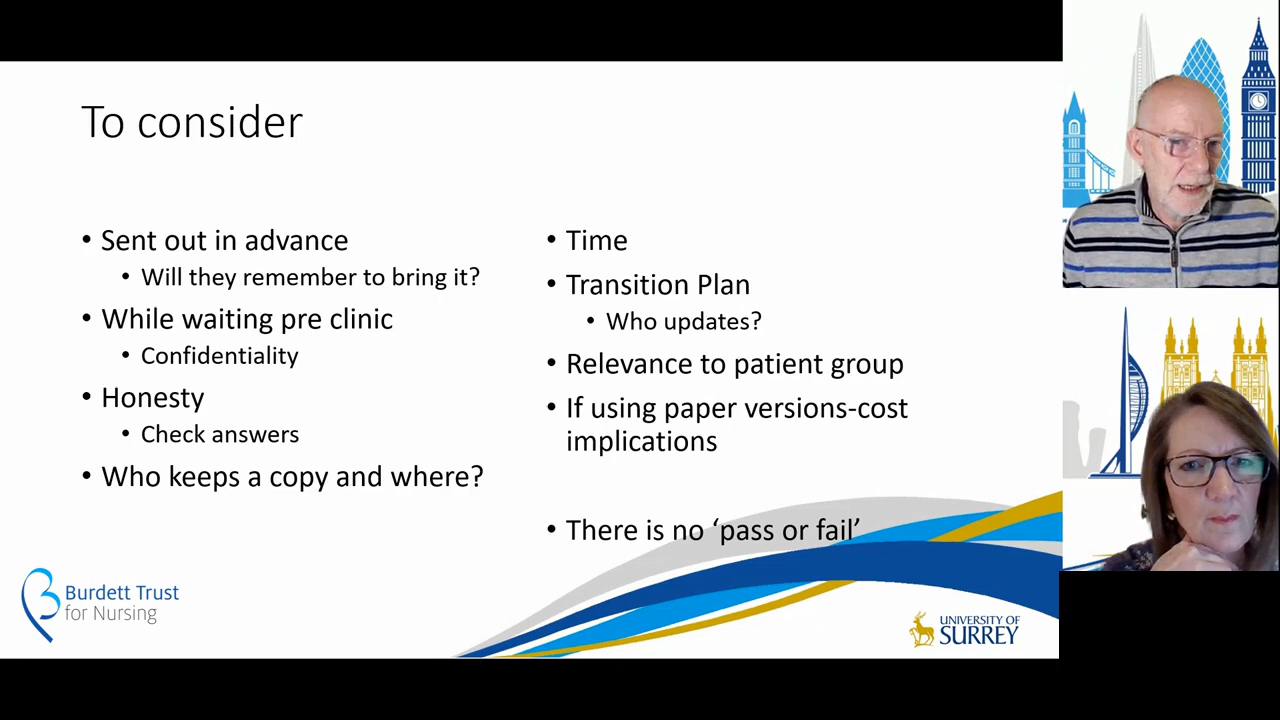 To consider
• Sent out in advance
• Will they remember to bring it?
• While waiting pre clinic
• Confidentiality
• Honesty
• Check answers
• Who keeps a copy and where?
• Time
• Transition Plan
• Who updates?
• Relevance to patient group
• If using paper versions-cost
implications
• There is no ‘pass or fail’
Burdett Trust
for Nursing
UNIVERSITY OF
SURREY